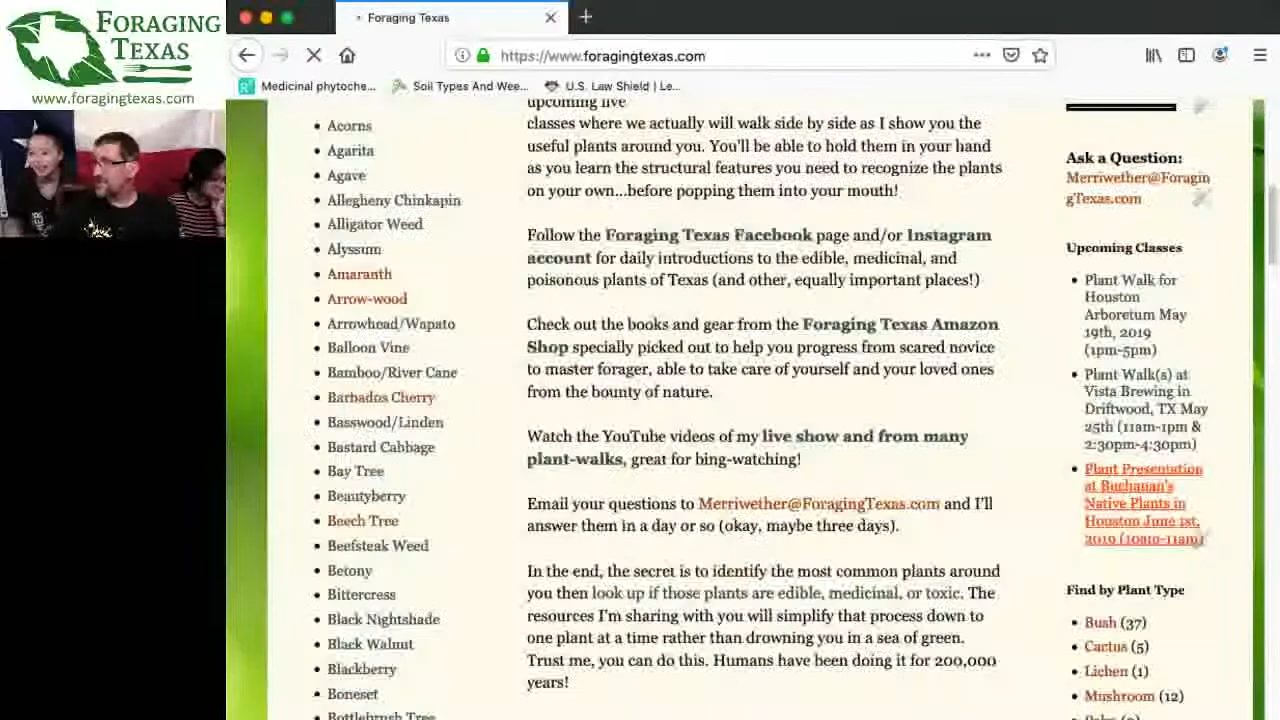 FORAGING
TEXAS
www.foragingtexas.com
Foraging Texas
https://www.foragingtexas.com
Medicinal phytoche...
Soil Types And Wee...
U.S. Law Shield | Le...
Acorns
Agarita
Agave
Allegheny Chinkapin
Alligator Weed
Alyssum
Amaranth
Arrow-wood
Arrowhead/Wapato
Balloon Vine
Bamboo/River Cane
Barbados Cherry
Basswood/Linden
Bastard Cabbage
Bay Tree
Beautyberry
Beech Tree
Beefsteak Weed
Betony
Bittercress
Black Nightshade
Black Walnut
Blackberry
Boneset
Bottlebrush Tree
upcoming live
classes where we actually will walk side by side as I show you the
useful plants around you. You'll be able to hold them in your hand
as you learn the structural features you need to recognize the plants
on your own...before popping them into your mouth!
Follow the Foraging Texas Facebook page and/or Instagram
account for daily introductions to the edible, medicinal, and
poisonous plants of Texas (and other, equally important places!)
Check out the books and gear from the Foraging Texas Amazon
Shop specially picked out to help you progress from scared novice
to master forager, able to take care of yourself and your loved ones
from the bounty of nature.
Watch the YouTube videos of my live show and from many
plant-walks, great for bing-watching!
Email your questions to Merriwether@ForagingTexas.com and I'll
answer them in a day or so (okay, maybe three days).
In the end, the secret is to identify the most common plants around
you then look up if those plants are edible, medicinal, or toxic. The
resources I'm sharing with you will simplify that process down to
one plant at a time rather than drowning you in a sea of green.
Trust me, you can do this. Humans have been doing it for 200,000
years!
Ask a Question:
Merriwether@Foragin
gTexas.com
Upcoming Classes
Plant Walk for
Houston
Arboretum May
19th, 2019
(1pm-5pm)
Plant Walk(s) at
Vista Brewing in
Driftwood, TX May
25th (11am-1pm &
2:30pm-4:30pm)
Plant Presentation
at Buchanan's
Native Plants in
Houston June 1st,
2019 (10am-11am)
Find by Plant Type
Bush (37)
Cactus (5)
Lichen (1)
Mushroom (12)